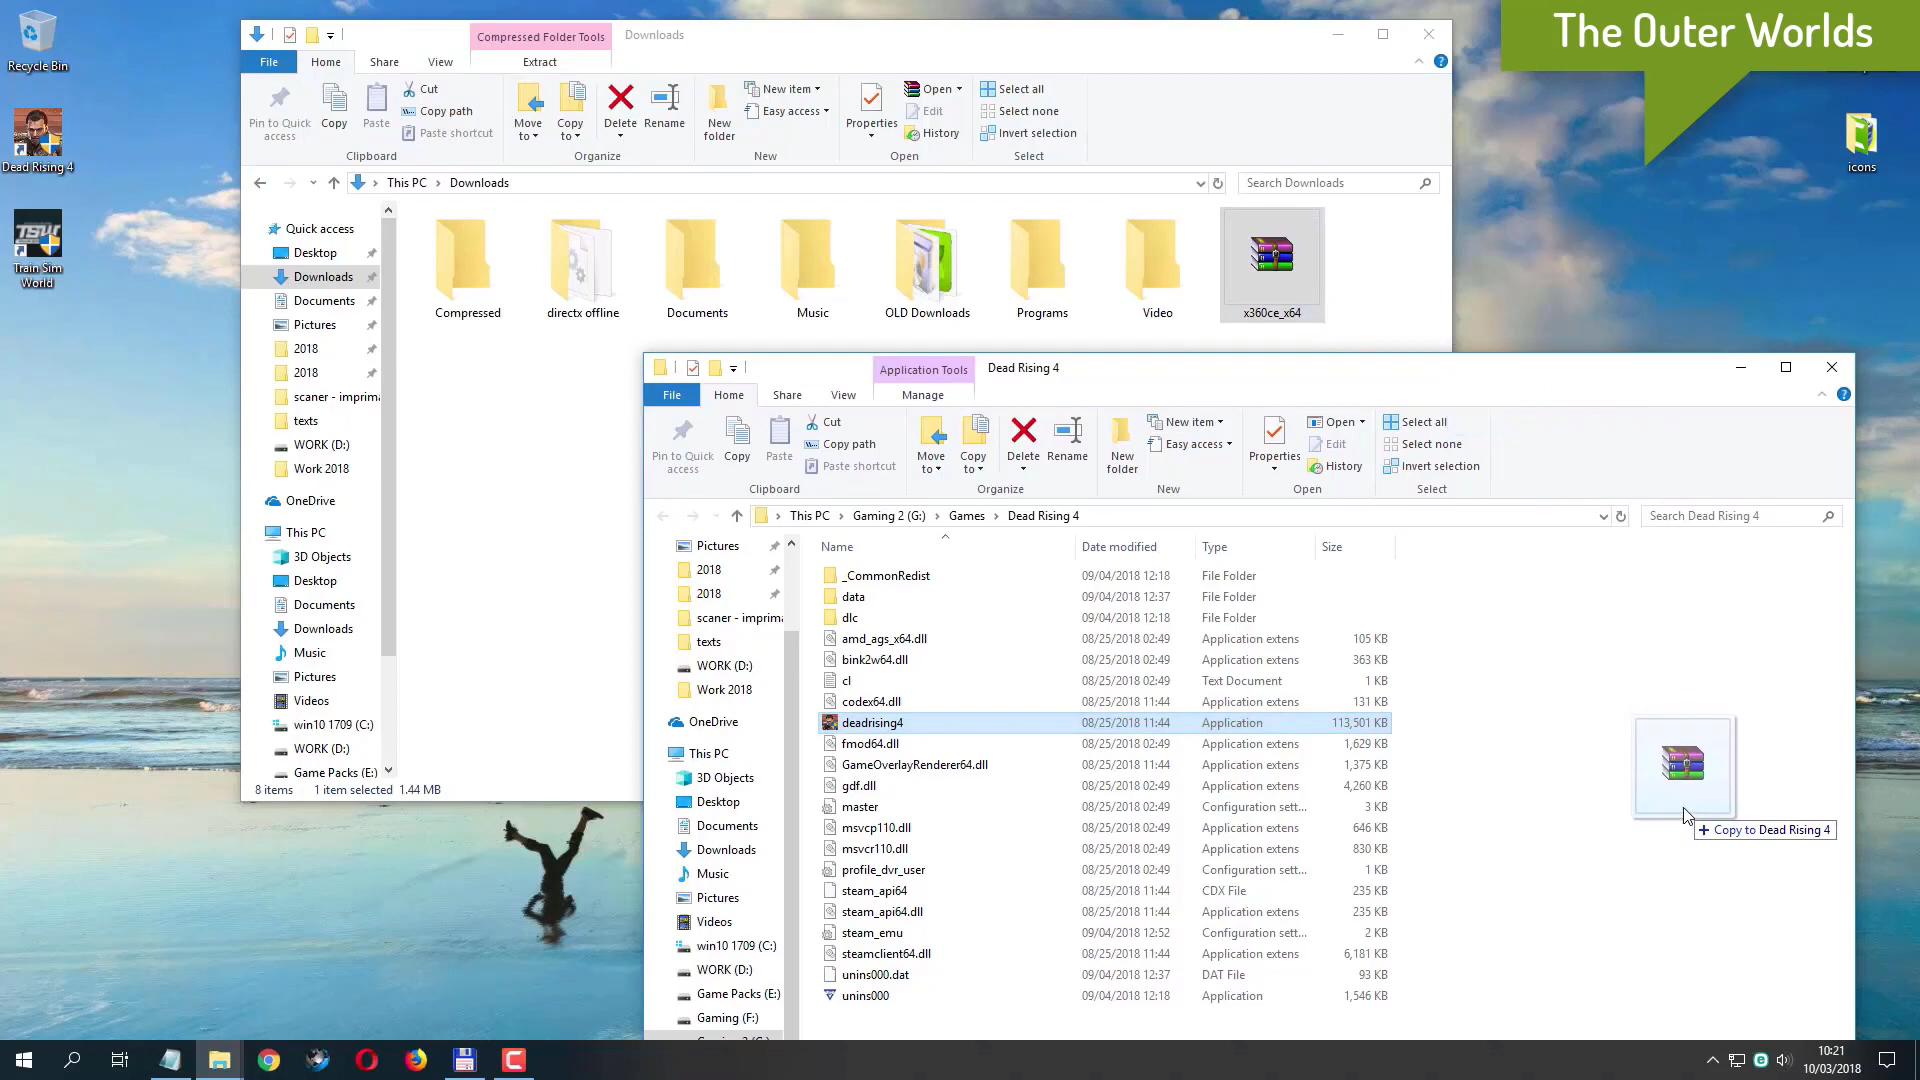 Recycle Bin
Dead Rising 4
Train Sim
World
The Outer Worlds
icons
Compressed Folder Tools
Downloads
File
Home
Share
View
Extract
Pin to Quick
access
Copy
Paste
Cut
Copy path
Paste shortcut
Clipboard
Move
to
Copy
to
Delete
Rename
Organize
New
folder
New item
Easy access
New
Properties
Open
Edit
History
Open
Select all
Select none
Invert selection
Select
This PC
Downloads
Search Downloads
Quick access
Desktop
Downloads
Documents
Pictures
2018
2018
scaner - imprima
texts
WORK (D:)
Work 2018
OneDrive
This PC
3D Objects
Desktop
Documents
Downloads
Music
Pictures
Videos
win10 1709 (C:)
WORK (D:)
Game Packs (E:)
Compressed
directx offline
Documents
Music
OLD Downloads
Programs
Video
x360ce_x64
8 items
1 item selected
1.44 MB
Application Tools
Dead Rising 4
File
Home
Share
View
Manage
Pin to Quick
access
Copy
Paste
Cut
Copy path
Paste shortcut
Clipboard
Move
to
Copy
to
Delete
Rename
Organize
New
folder
New item
Easy access
New
Properties
Open
Edit
History
Open
Select all
Select none
Invert selection
Select
This PC
Gaming 2 (G:)
Games
Dead Rising 4
Search Dead Rising 4
Pictures
2018
2018
scaner - imprima
texts
WORK (D:)
Work 2018
OneDrive
This PC
3D Objects
Desktop
Documents
Downloads
Music
Pictures
Videos
win10 1709 (C:)
WORK (D:)
Game Packs (E:)
Gaming (F:)
Name Date modified Type Size
_CommonRedist 09/04/2018 12:18 File Folder
data 09/04/2018 12:37 File Folder
dlc 09/04/2018 12:18 File Folder
amd_ags_x64.dll 08/25/2018 02:49 Application extens 105 KB
bink2w64.dll 08/25/2018 02:49 Application extens 363 KB
cl 08/25/2018 02:49 Text Document 1 KB
codex64.dll 08/25/2018 11:44 Application extens 131 KB
deadrising4 08/25/2018 11:44 Application 113,501 KB
fmod64.dll 08/25/2018 02:49 Application extens 1,629 KB
GameOverlayRenderer64.dll 08/25/2018 11:44 Application extens 1,375 KB
gdf.dll 08/25/2018 02:49 Application extens 4,260 KB
master 08/25/2018 02:49 Configuration sett... 3 KB
msvcp110.dll 08/25/2018 02:49 Application extens 646 KB
msvcr110.dll 08/25/2018 02:49 Application extens 830 KB
profile_dvr_user 08/25/2018 02:49 Configuration sett... 1 KB
steam_api64 08/25/2018 11:44 CDX File 235 KB
steam_api64.dll 08/25/2018 11:44 Application extens 235 KB
steam_emu 09/04/2018 12:52 Configuration sett... 2 KB
steamclient64.dll 08/25/2018 11:44 Application extens 6,181 KB
unins000.dat 09/04/2018 12:37 DAT File 93 KB
unins000 09/04/2018 12:18 Application 1,546 KB
Copy to Dead Rising 4
10:21
10/03/2018